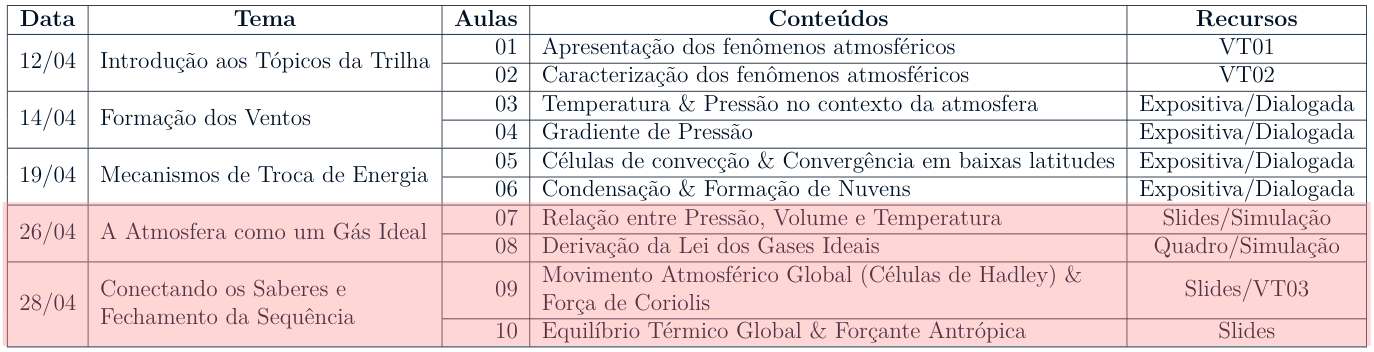 Data Tema Aulas Conteúdos Recursos
12/04 Introdução aos Tópicos da Trilha 01 Apresentação dos fenômenos atmosféricos VT01
02 Caracterização dos fenômenos atmosféricos VT02
14/04 Formação dos Ventos 03 Temperatura & Pressão no contexto da atmosfera Expositiva/Dialogada
04 Gradiente de Pressão Expositiva/Dialogada
19/04 Mecanismos de Troca de Energia 05 Células de convecção & Convergência em baixas latitudes Expositiva/Dialogada
06 Condensação & Formação de Nuvens Expositiva/Dialogada
26/04 A Atmosfera como um Gás Ideal 07 Relação entre Pressão, Volume e Temperatura Slides/Simulação
08 Derivação da Lei dos Gases Ideais Quadro/Simulação
28/04 Conectando os Saberes e
Fechamento da Sequência
09 Movimento Atmosférico Global (Células de Hadley) &
Força de Coriolis
Slides/VT03
10 Equilíbrio Térmico Global & Forçante Antrópica Slides